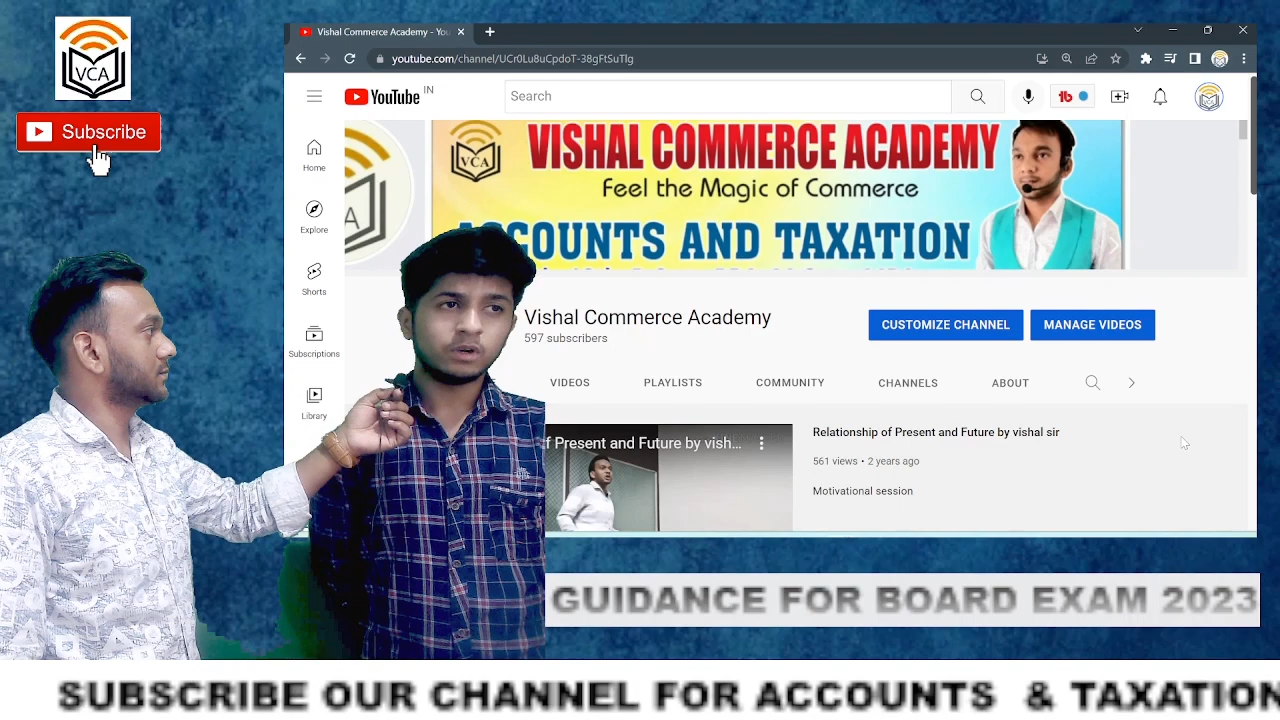 VCA
Subscribe
Vishal Commerce Academy - You
youtube.com/channel/UCr0Lu8uCpdoT-38gFtSuTlg
YouTube IN
Search
Home
Explore
Shorts
Subscriptions
Library
VCA
VISHAL COMMERCE ACADEMY
Feel the Magic of Commerce
ACCOUNTS AND TAXATION
Vishal Commerce Academy
597 subscribers
CUSTOMIZE CHANNEL
MANAGE VIDEOS
VIDEOS
PLAYLISTS
COMMUNITY
CHANNELS
ABOUT
f Present and Future by vish...
Relationship of Present and Future by vishal sir
561 views • 2 years ago
Motivational session
GUIDANCE FOR BOARD EXAM 2023
SUBSCRIBE OUR CHANNEL FOR ACCOUNTS & TAXATION